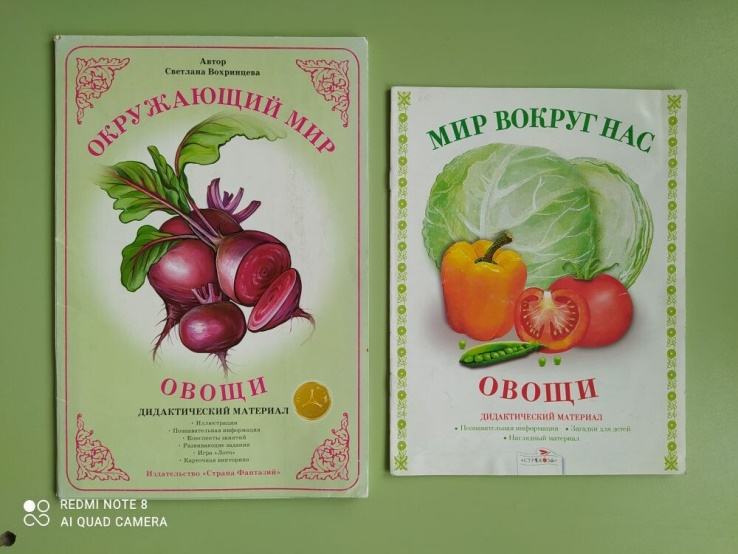 Автор
Светлана Вохринцева
ОКРУЖАЮЩИЙ МИР
ОВОЩИ
ДИДАКТИЧЕСКИЙ МАТЕРИАЛ
· Иллюстрации
· Познавательная информация
· Конспекты занятий
· Развивающие задания
· Игра «Лото»
· Карточная викторина
Издательство «Страна Фантазий»
МИР ВОКРУГ НАС
ОВОЩИ
ДИДАКТИЧЕСКИЙ МАТЕРИАЛ
• Познавательная информация • Загадки для детей
• Наглядный материал
«СТРЕКОЗА»
REDMI NOTE 8
AI QUAD CAMERA